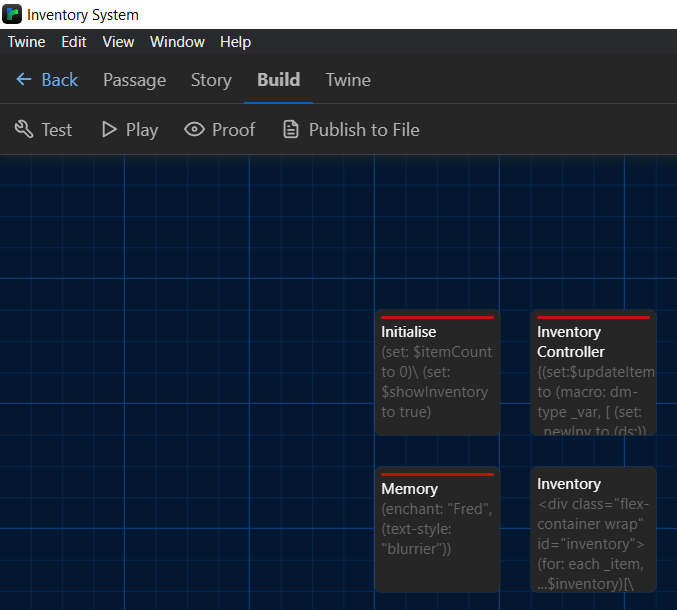 Inventory System
Twine Edit View Window Help
Back Passage Story Build Twine
Test Play Proof Publish to File
Initialise
(set: $itemCount
to 0)\ (set:
$showInventory
to true)
Inventory
Controller
{(set:$updateItem
to (macro: dm-
type _var, [ (set:
_newInv to (ds:))
Memory
(enchant: "Fred",
(text-style:
"blurrier"))
Inventory
<div class="flex-
container wrap"
id="inventory">
(for: each _item,
...$inventory)[\